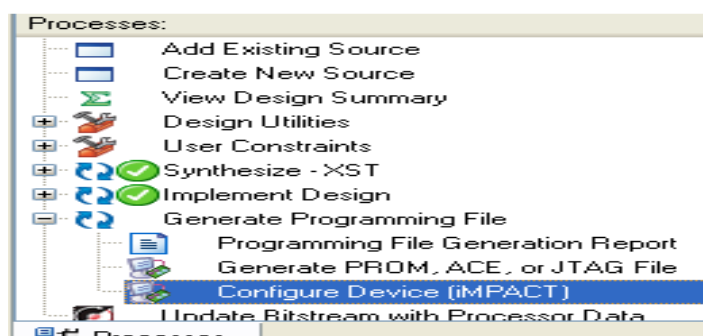 Processes:
Add Existing Source
Create New Source
View Design Summary
Design Utilities
User Constraints
Synthesize - XST
Implement Design
Generate Programming File
Programming File Generation Report
Generate PROM, ACE, or JTAG File
Configure Device (iMPACT)
Update Bitstream with Processor Data
Processes